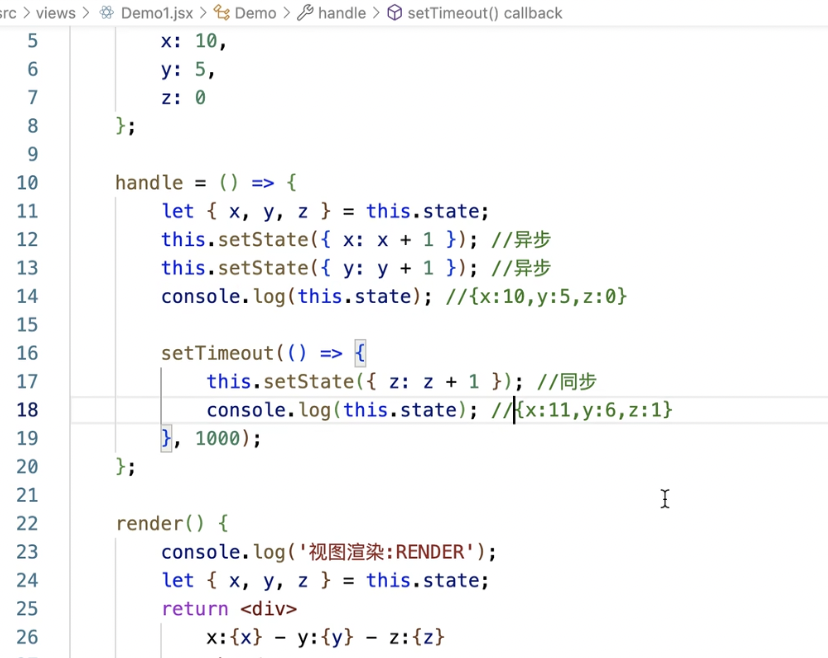 src > views > Demo1.jsx > Demo > handle > setTimeout() callback
5 x: 10,
6 y: 5,
7 z: 0
8 };
9
10 handle = () => {
11 let { x, y, z } = this.state;
12 this.setState({ x: x + 1 }); //异步
13 this.setState({ y: y + 1 }); //异步
14 console.log(this.state); //{x:10,y:5,z:0}
15
16 setTimeout(() => {
17 this.setState({ z: z + 1 }); //同步
18 console.log(this.state); //{x:11,y:6,z:1}
19 }, 1000);
20 };
21
22 render() {
23 console.log('视图渲染:RENDER');
24 let { x, y, z } = this.state;
25 return <div>
26 x:{x} - y:{y} - z:{z}